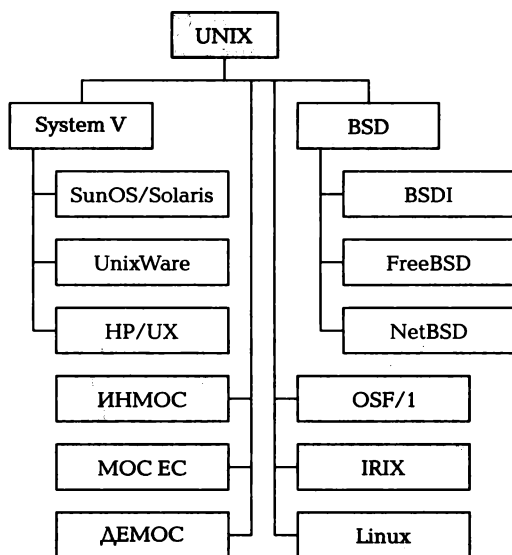 UNIX
System V
BSD
SunOS/Solaris
BSDI
UnixWare
FreeBSD
HP/UX
NetBSD
ИНМОС
OSF/1
МОС ЕС
IRIX
ДЕМОС
Linux